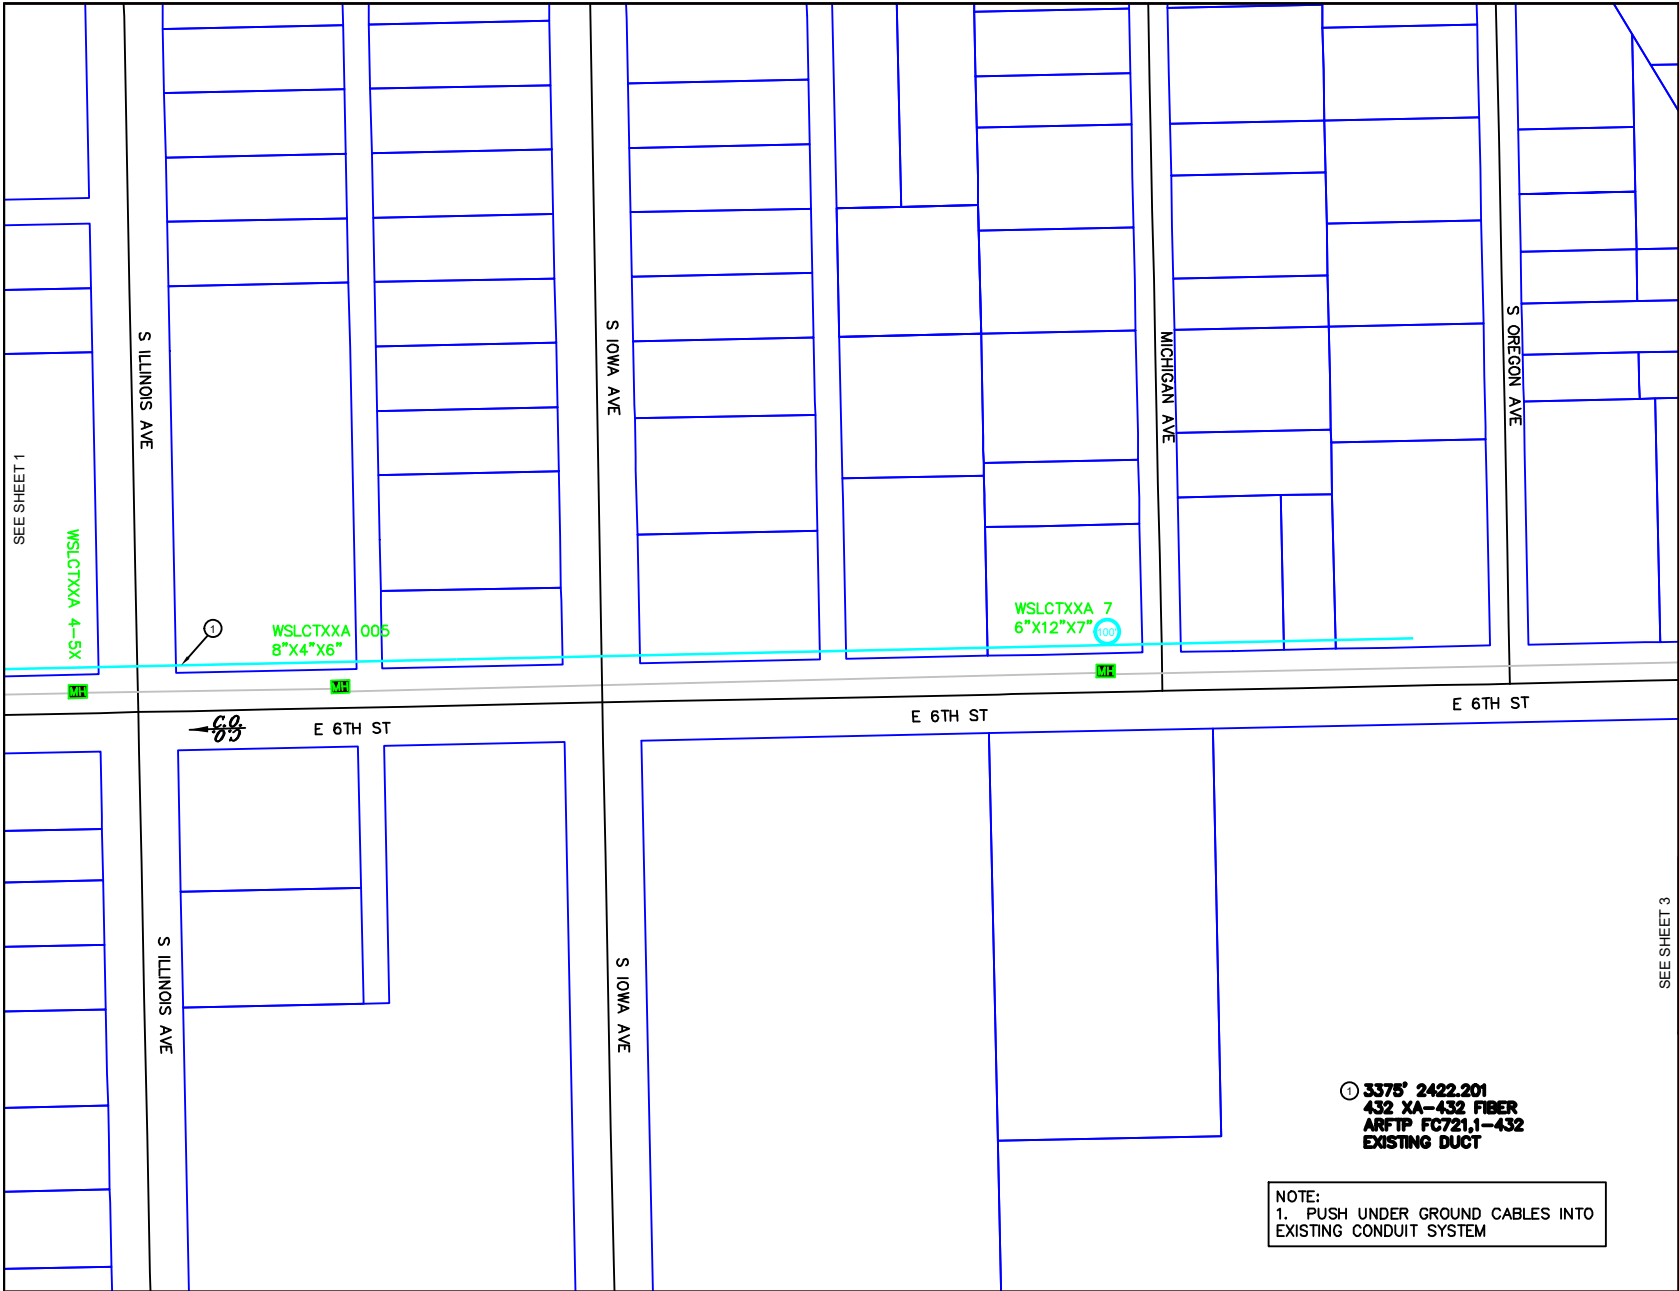 S ILLINOIS AVE
S IOWA AVE
MICHIGAN AVE
S OREGON AVE
SEE SHEET 1
WSLCTXXA 4-5X
1
WSLCTXXA 005
8"X4"X6"
WSLCTXXA 7
6"X12"X7"
100'
MH
MH
MH
C.O.
E 6TH ST
E 6TH ST
E 6TH ST
S ILLINOIS AVE
S IOWA AVE
SEE SHEET 3
1 3375' 2422.201
432 XA-432 FIBER
ARFTP FC721,1-432
EXISTING DUCT
NOTE:
1. PUSH UNDER GROUND CABLES INTO
EXISTING CONDUIT SYSTEM